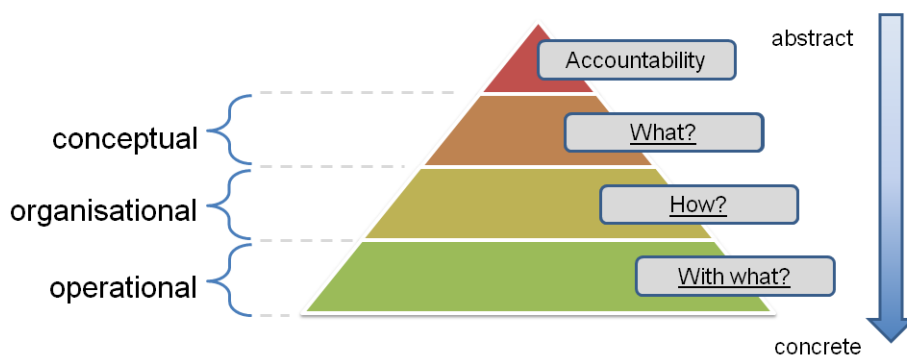 abstract
Accountability
conceptual
What?
organisational
How?
operational
With what?
concrete